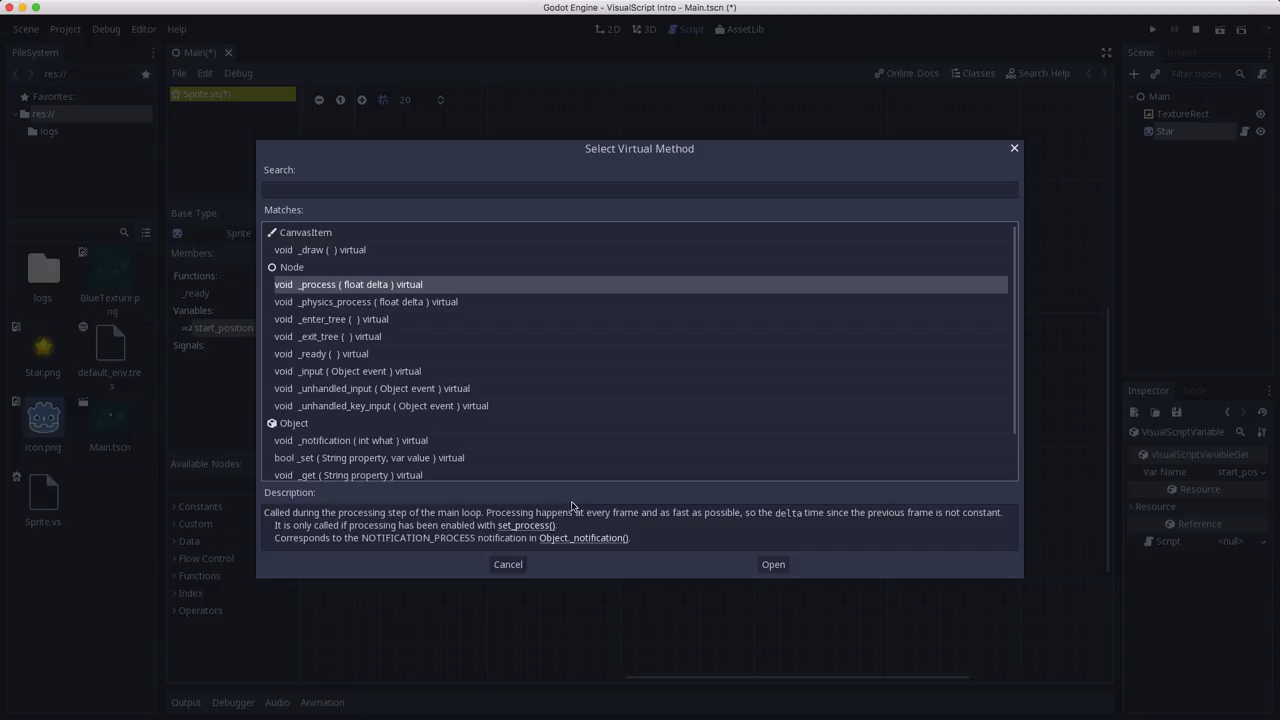 Godot Engine - VisualScript Intro - Main.tscn (*)
Scene Project Debug Editor Help
2D 3D Script AssetLib
FileSystem
Main(*)
Scene Import
res://
File Edit Debug
Online Docs Classes Search Help
Filter nodes
Favorites:
Sprite.vs(*)
20
Main
res://
TextureRect
logs
Star
Select Virtual Method
Search:
Matches:
CanvasItem
void _draw ( ) virtual
Node
void _process ( float delta ) virtual
void _physics_process ( float delta ) virtual
void _enter_tree ( ) virtual
void _exit_tree ( ) virtual
void _ready ( ) virtual
void _input ( Object event ) virtual
void _unhandled_input ( Object event ) virtual
void _unhandled_key_input ( Object event ) virtual
Object
void _notification ( int what ) virtual
bool _set ( String property, var value ) virtual
void _get ( String property ) virtual
Description:
Called during the processing step of the main loop. Processing happens at every frame and as fast as possible, so the delta time since the previous frame is not constant.
It is only called if processing has been enabled with set_process().
Corresponds to the NOTIFICATION_PROCESS notification in Object._notification().
Cancel Open
Base Type:
Sprite
Members:
Functions:
_ready
Variables:
start_position
Signals:
logs
BlueTexture.p
ng
Star.png
default_env.tre
s
icon.png
Main.tscn
Sprite.vs
Available Nodes:
Constants
Custom
Data
Flow Control
Functions
Index
Operators
Inspector Node
VisualScriptVariable
VisualScriptVariableGet
Var Name start_pos
Resource
Resource
Reference
Script <null>
Output Debugger Audio Animation